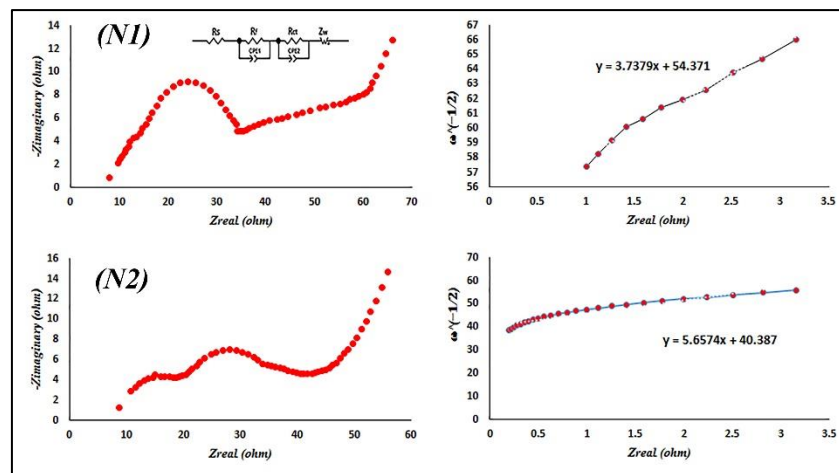 (N1)
Rs
Rf
Rct
Zw
CPE1
CPE2
-Zimaginary (ohm)
14
12
10
8
6
4
2
0
0 10 20 30 40 50 60 70
Zreal (ohm)
ω^(−1/2)
67
66
65
64
63
62
61
60
59
58
57
56
y = 3.7379x + 54.371
0 0.5 1 1.5 2 2.5 3 3.5
Zreal (ohm)
(N2)
-Zimaginary (ohm)
16
14
12
10
8
6
4
2
0
0 10 20 30 40 50 60
Zreal (ohm)
ω^(−1/2)
70
60
50
40
30
20
10
0
y = 5.6574x + 40.387
0 0.5 1 1.5 2 2.5 3 3.5
Zreal (ohm)